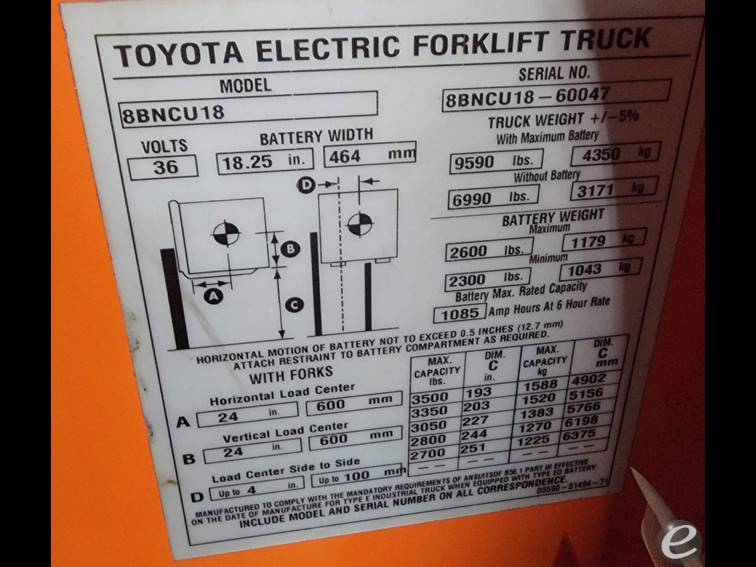 TOYOTA ELECTRIC FORKLIFT TRUCK
MODEL
8BNCU18
SERIAL NO.
8BNCU18-60047
VOLTS
36
BATTERY WIDTH
18.25 in. 464 mm
TRUCK WEIGHT +/-5%
With Maximum Battery
9590 lbs. 4350 kg
Without Battery
6990 lbs. 3171 kg
BATTERY WEIGHT
Maximum
2600 lbs. 1179 kg
Minimum
2300 lbs. 1043 kg
Battery Max. Rated Capacity
1085 Amp Hours At 6 Hour Rate
D
B
A
C
HORIZONTAL MOTION OF BATTERY NOT TO EXCEED 0.5 INCHES (12.7 mm)
ATTACH RESTRAINT TO BATTERY COMPARTMENT AS REQUIRED.
WITH FORKS
Horizontal Load Center
A 24 in. 600 mm
Vertical Load Center
B 24 in. 600 mm
Load Center Side to Side
D Up to 4 in. Up to 100 mm
MAX. CAPACITY lbs. DIM. C in. MAX. CAPACITY kg DIM. C mm
3500 193 1588 4902
3350 203 1520 5156
3050 227 1383 5766
2800 244 1270 6198
2700 251 1225 6375
-- -- -- --
MANUFACTURED TO COMPLY WITH THE MANDATORY REQUIREMENTS OF ANSI/ITSDF B56.1 PART III EFFECTIVE
ON THE DATE OF MANUFACTURE FOR TYPE E INDUSTRIAL TRUCK WHEN EQUIPPED WITH TYPE EO BATTERY.
INCLUDE MODEL AND SERIAL NUMBER ON ALL CORRESPONDENCE.
00590-51494-71
e